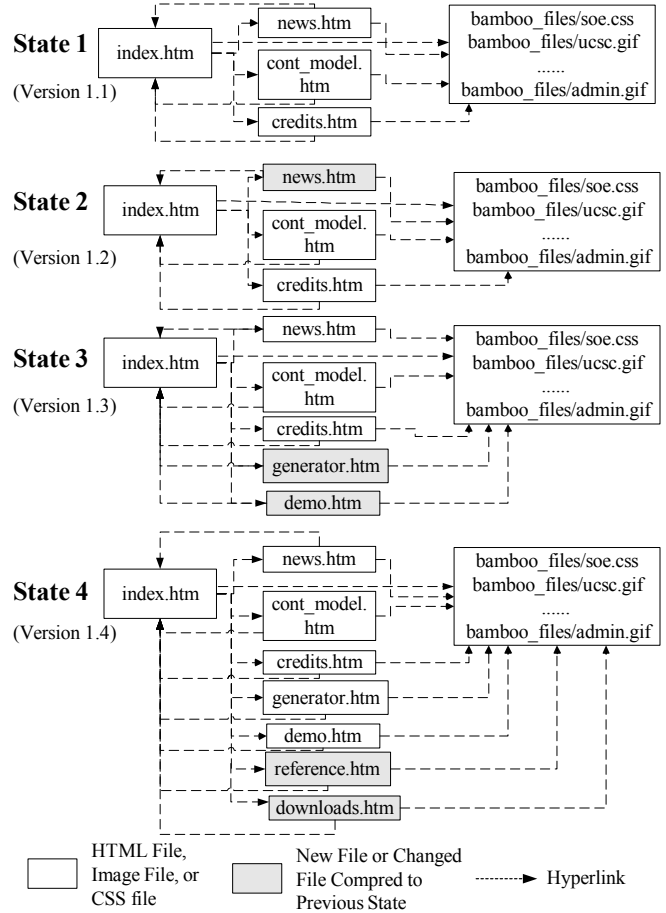 State 1
(Version 1.1)
index.htm
news.htm
cont_model.
htm
credits.htm
bamboo_files/soe.css
bamboo_files/ucsc.gif
......
bamboo_files/admin.gif
State 2
(Version 1.2)
index.htm
news.htm
cont_model.
htm
credits.htm
bamboo_files/soe.css
bamboo_files/ucsc.gif
......
bamboo_files/admin.gif
State 3
(Version 1.3)
index.htm
news.htm
cont_model.
htm
credits.htm
generator.htm
demo.htm
bamboo_files/soe.css
bamboo_files/ucsc.gif
......
bamboo_files/admin.gif
State 4
(Version 1.4)
index.htm
news.htm
cont_model.
htm
credits.htm
generator.htm
demo.htm
reference.htm
downloads.htm
bamboo_files/soe.css
bamboo_files/ucsc.gif
......
bamboo_files/admin.gif
HTML File,
Image File, or
CSS file
New File or Changed
File Compred to
Previous State
Hyperlink